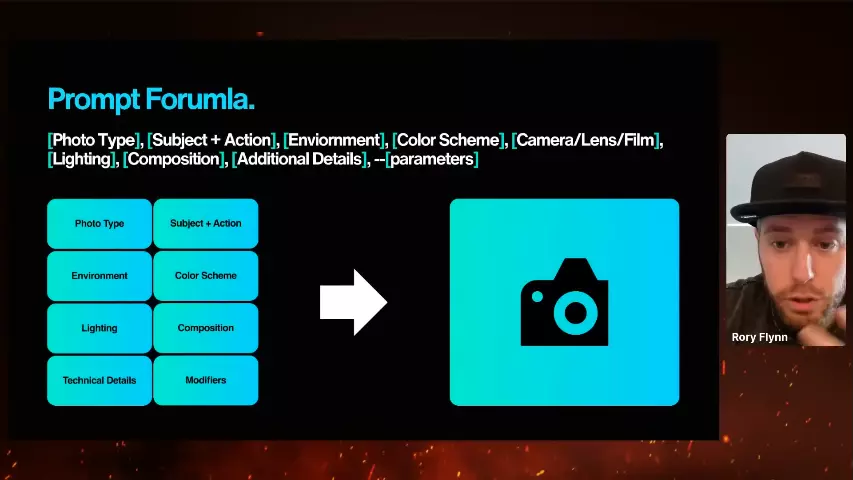 Prompt Forumla.
[Photo Type], [Subject + Action], [Enviornment], [Color Scheme], [Camera/Lens/Film],
[Lighting], [Composition], [Additional Details], --[parameters]
Photo Type
Subject + Action
Environment
Color Scheme
Lighting
Composition
Technical Details
Modifiers
Rory Flynn